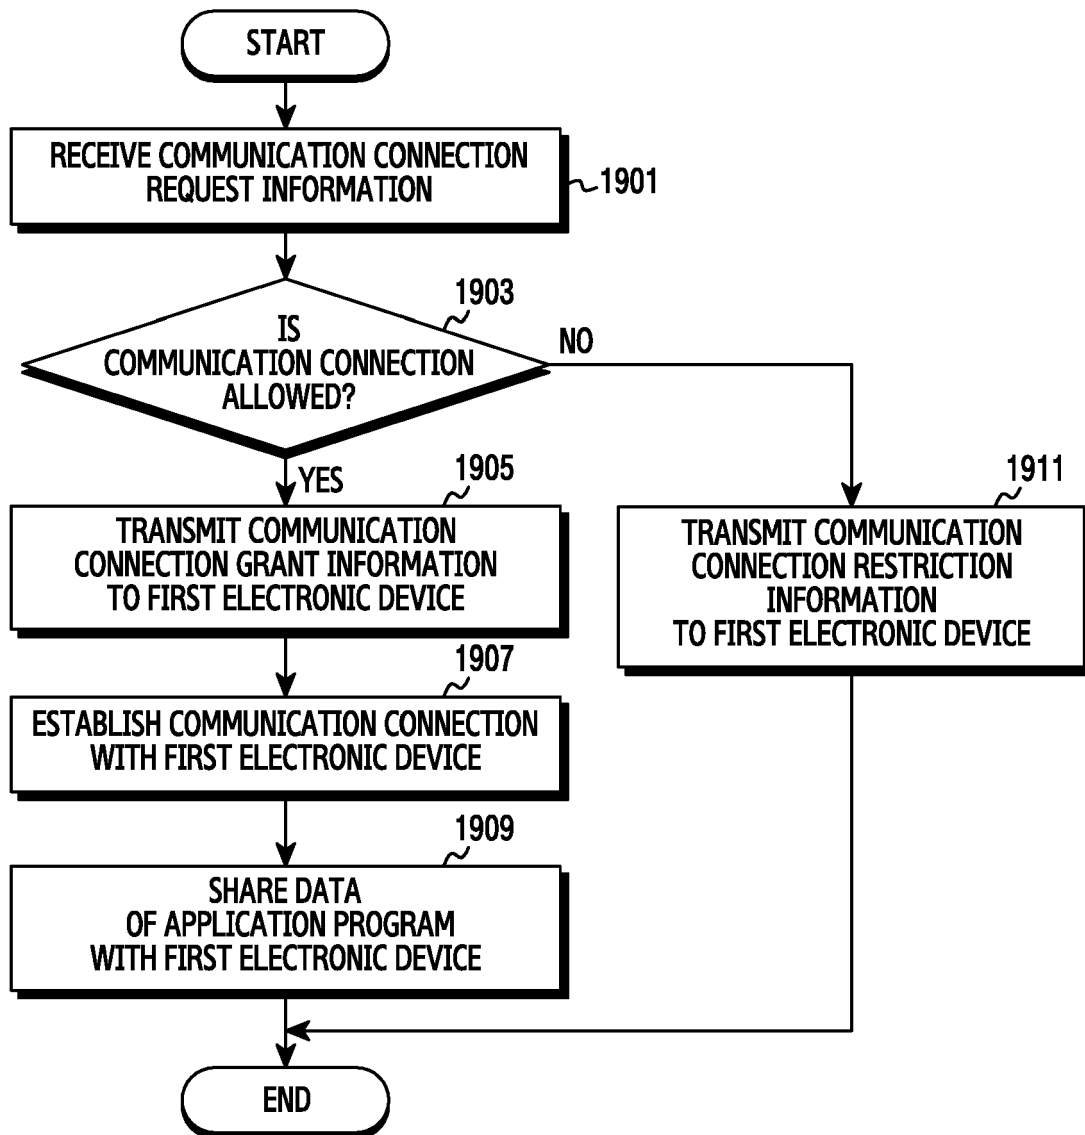 START
RECEIVE COMMUNICATION CONNECTION
REQUEST INFORMATION
1901
1903
IS
COMMUNICATION CONNECTION
ALLOWED?
NO
YES
1905
TRANSMIT COMMUNICATION
CONNECTION GRANT INFORMATION
TO FIRST ELECTRONIC DEVICE
1911
TRANSMIT COMMUNICATION
CONNECTION RESTRICTION
INFORMATION
TO FIRST ELECTRONIC DEVICE
1907
ESTABLISH COMMUNICATION CONNECTION
WITH FIRST ELECTRONIC DEVICE
1909
SHARE DATA
OF APPLICATION PROGRAM
WITH FIRST ELECTRONIC DEVICE
END